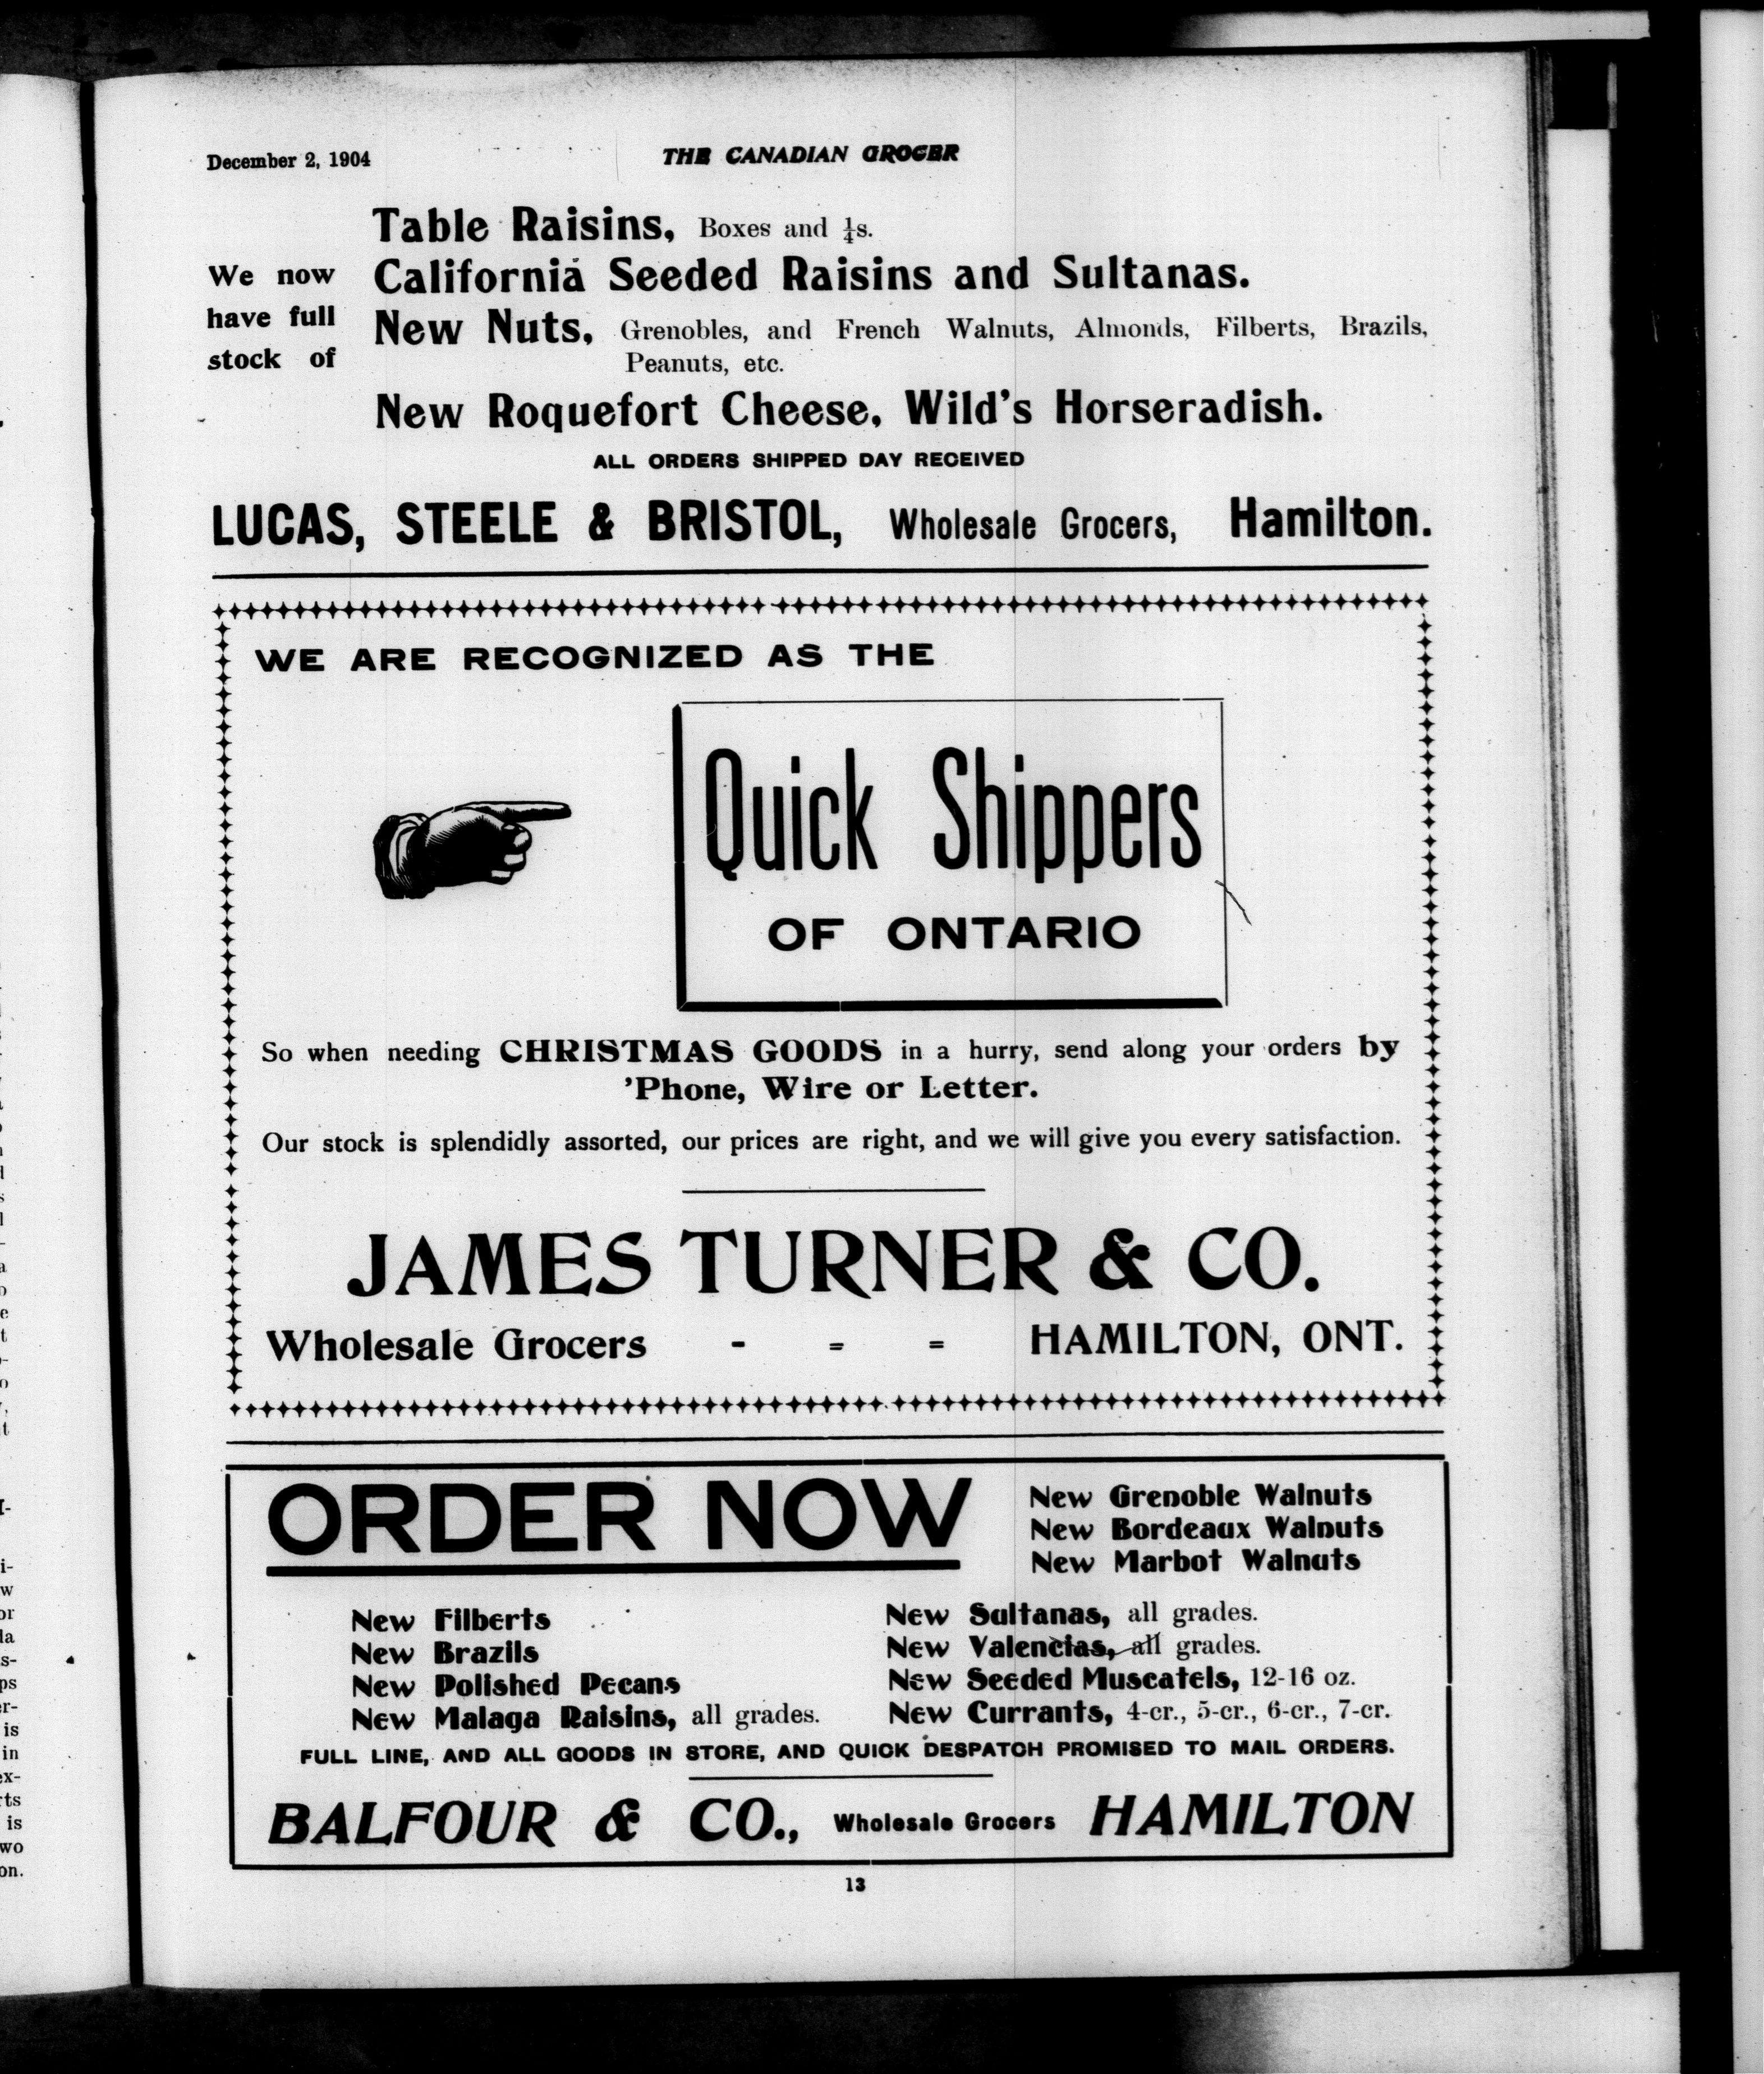 December 2, 1904
THE CANADIAN GROCER
We now
have full
stock of
Table Raisins, Boxes and ¼s.
California Seeded Raisins and Sultanas.
New Nuts, Grenobles, and French Walnuts, Almonds, Filberts, Brazils,
Peanuts, etc.
New Roquefort Cheese, Wild's Horseradish.
ALL ORDERS SHIPPED DAY RECEIVED
LUCAS, STEELE & BRISTOL, Wholesale Grocers, Hamilton.
WE ARE RECOGNIZED AS THE
Quick Shippers
OF ONTARIO
So when needing CHRISTMAS GOODS in a hurry, send along your orders by
'Phone, Wire or Letter.
Our stock is splendidly assorted, our prices are right, and we will give you every satisfaction.
JAMES TURNER & CO.
Wholesale Grocers - = = HAMILTON, ONT.
ORDER NOW
New Grenoble Walnuts
New Bordeaux Walnuts
New Marbot Walnuts
New Filberts
New Brazils
New Polished Pecans
New Malaga Raisins, all grades.
New Sultanas, all grades.
New Valencias, all grades.
New Seeded Muscatels, 12-16 oz.
New Currants, 4-cr., 5-cr., 6-cr., 7-cr.
FULL LINE, AND ALL GOODS IN STORE, AND QUICK DESPATCH PROMISED TO MAIL ORDERS.
BALFOUR & CO., Wholesale Grocers HAMILTON
13